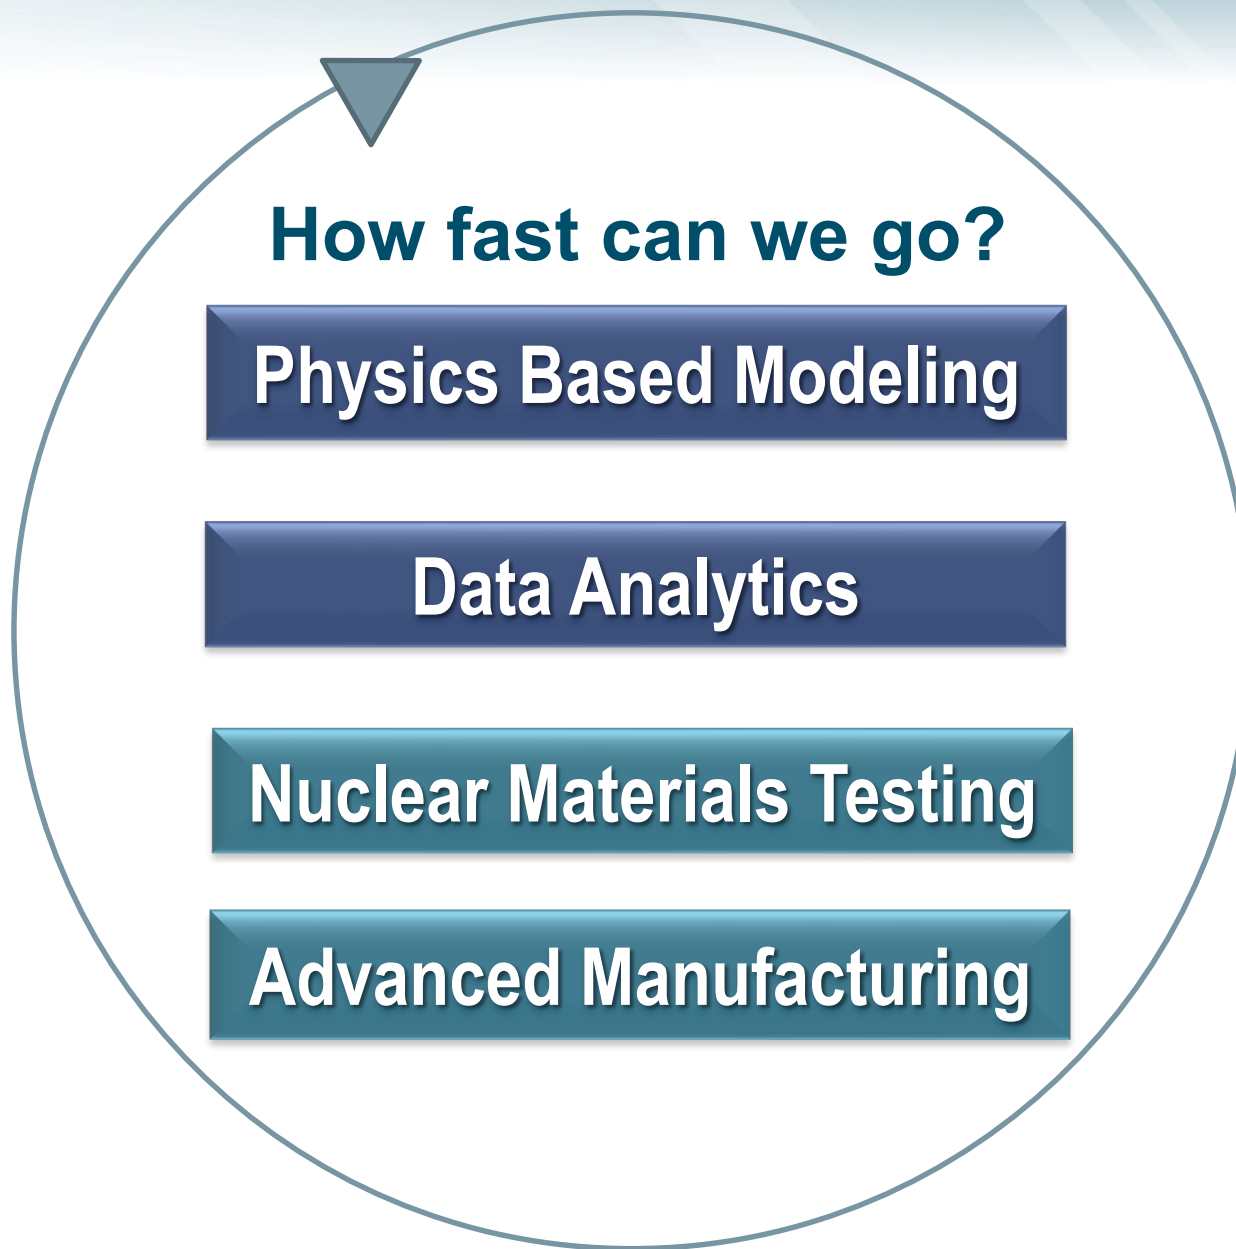 How fast can we go?
Physics Based Modeling
Data Analytics
Nuclear Materials Testing
Advanced Manufacturing